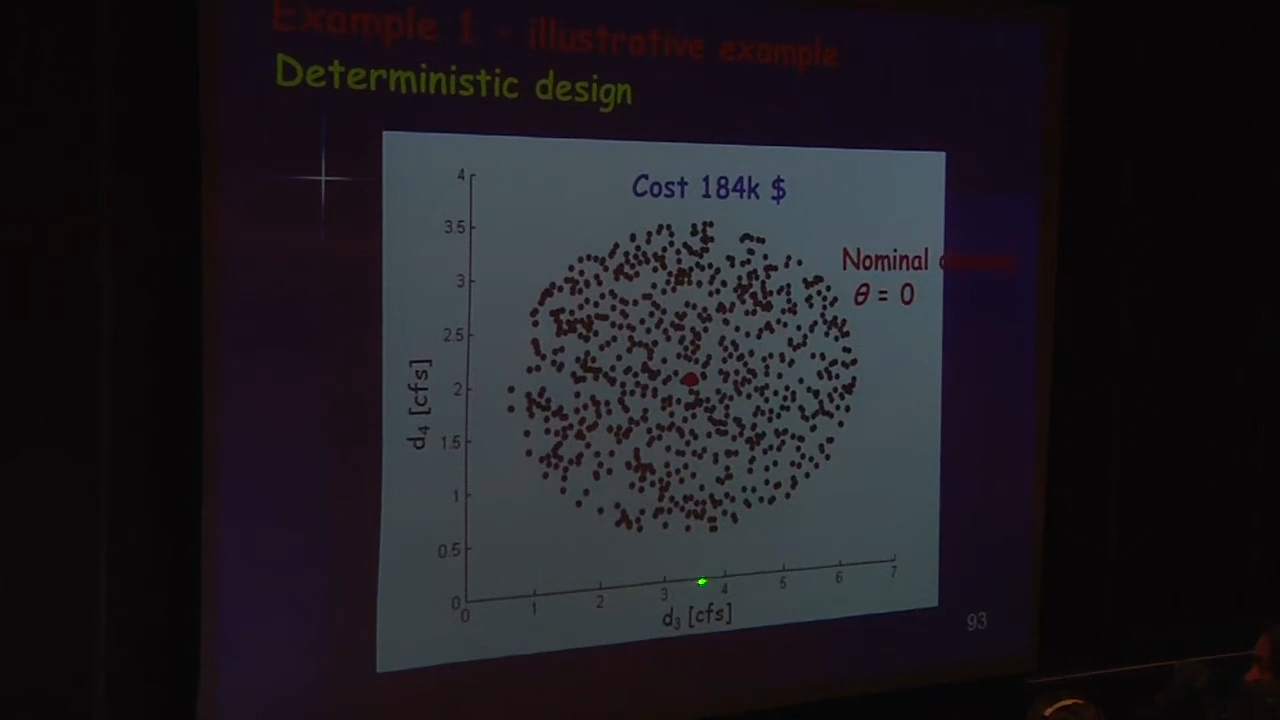 Example 1 - illustrative example
Deterministic design
Cost 184k $
Nominal
θ = 0
4
3.5
3
2.5
2
1.5
1
0.5
0
d4 [cfs]
0 1 2 3 4 5 6 7
d3 [cfs]
93